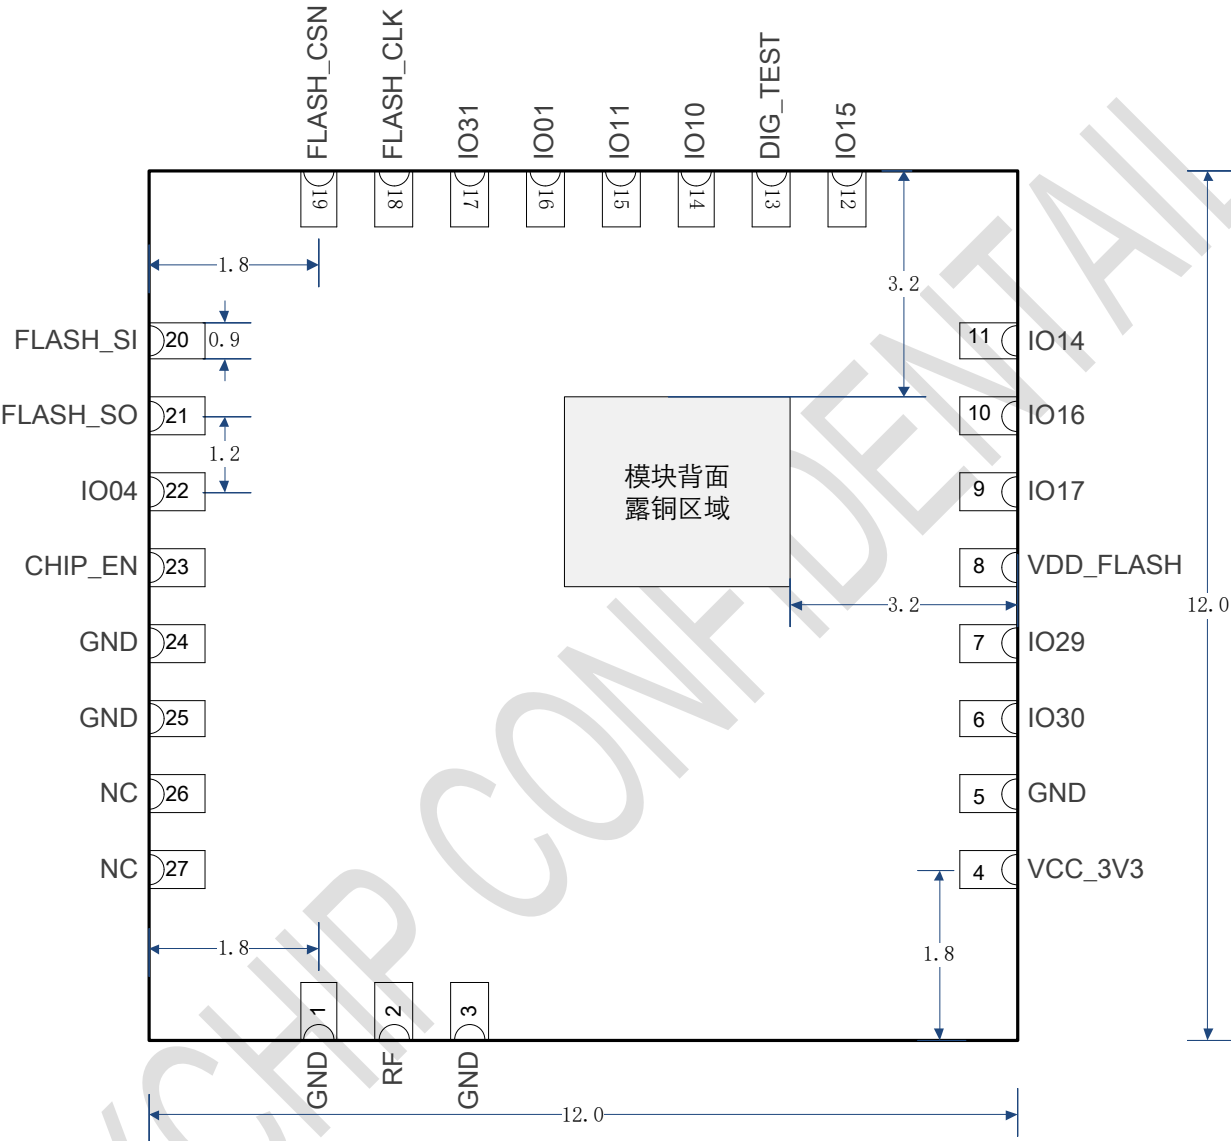 FLASH_CSN
FLASH_CLK
IO31
IO01
IO11
IO10
DIG_TEST
IO15
19
18
17
16
15
14
13
12
1.8
3.2
FLASH_SI
20
0.9
11
IO14
FLASH_SO
21
10
IO16
1.2
模块背面
露铜区域
IO04
22
9
IO17
CHIP_EN
23
8
VDD_FLASH
3.2
12.0
GND
24
7
IO29
GND
25
6
IO30
NC
26
5
GND
NC
27
4
VCC_3V3
1.8
1.8
1
2
3
GND
RF
GND
12.0
CHIP CONFIDENTAIL